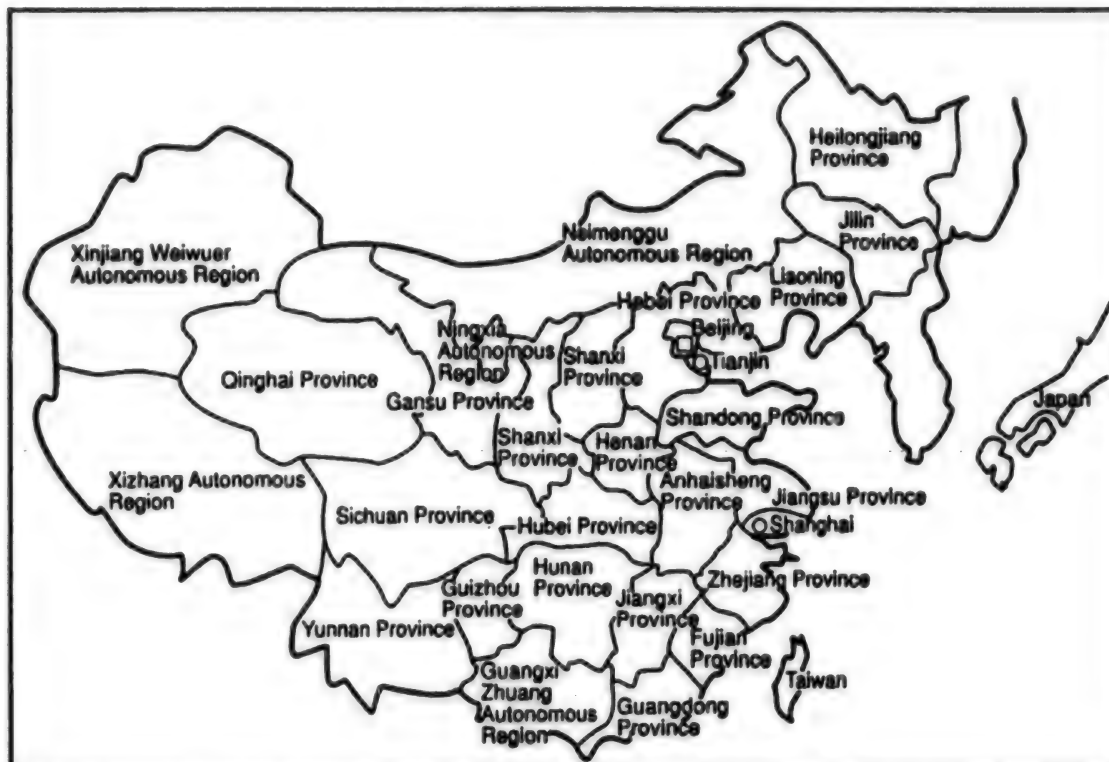 Heilongjiang
Province
Jilin
Province
Neimenggu
Autonomous Region
Xinjiang Weiwuer
Autonomous Region
Liaoning
Province
Hebei Province
Beijing
Tianjin
Ningxia
Autonomous
Region
Shanxi
Province
Qinghai Province
Gansu Province
Japan
Shandong Province
Shanxi
Province
Henan
Province
Xizhang Autonomous
Region
Anhaisheng
Province
Jiangsu Province
Sichuan Province
Hubei Province
Shanghai
Hunan
Province
Guizhou
Province
Zhejiang Province
Jiangxi
Province
Yunnan Province
Fujian
Province
Guangxi
Zhuang
Autonomous
Region
Taiwan
Guangdong
Province